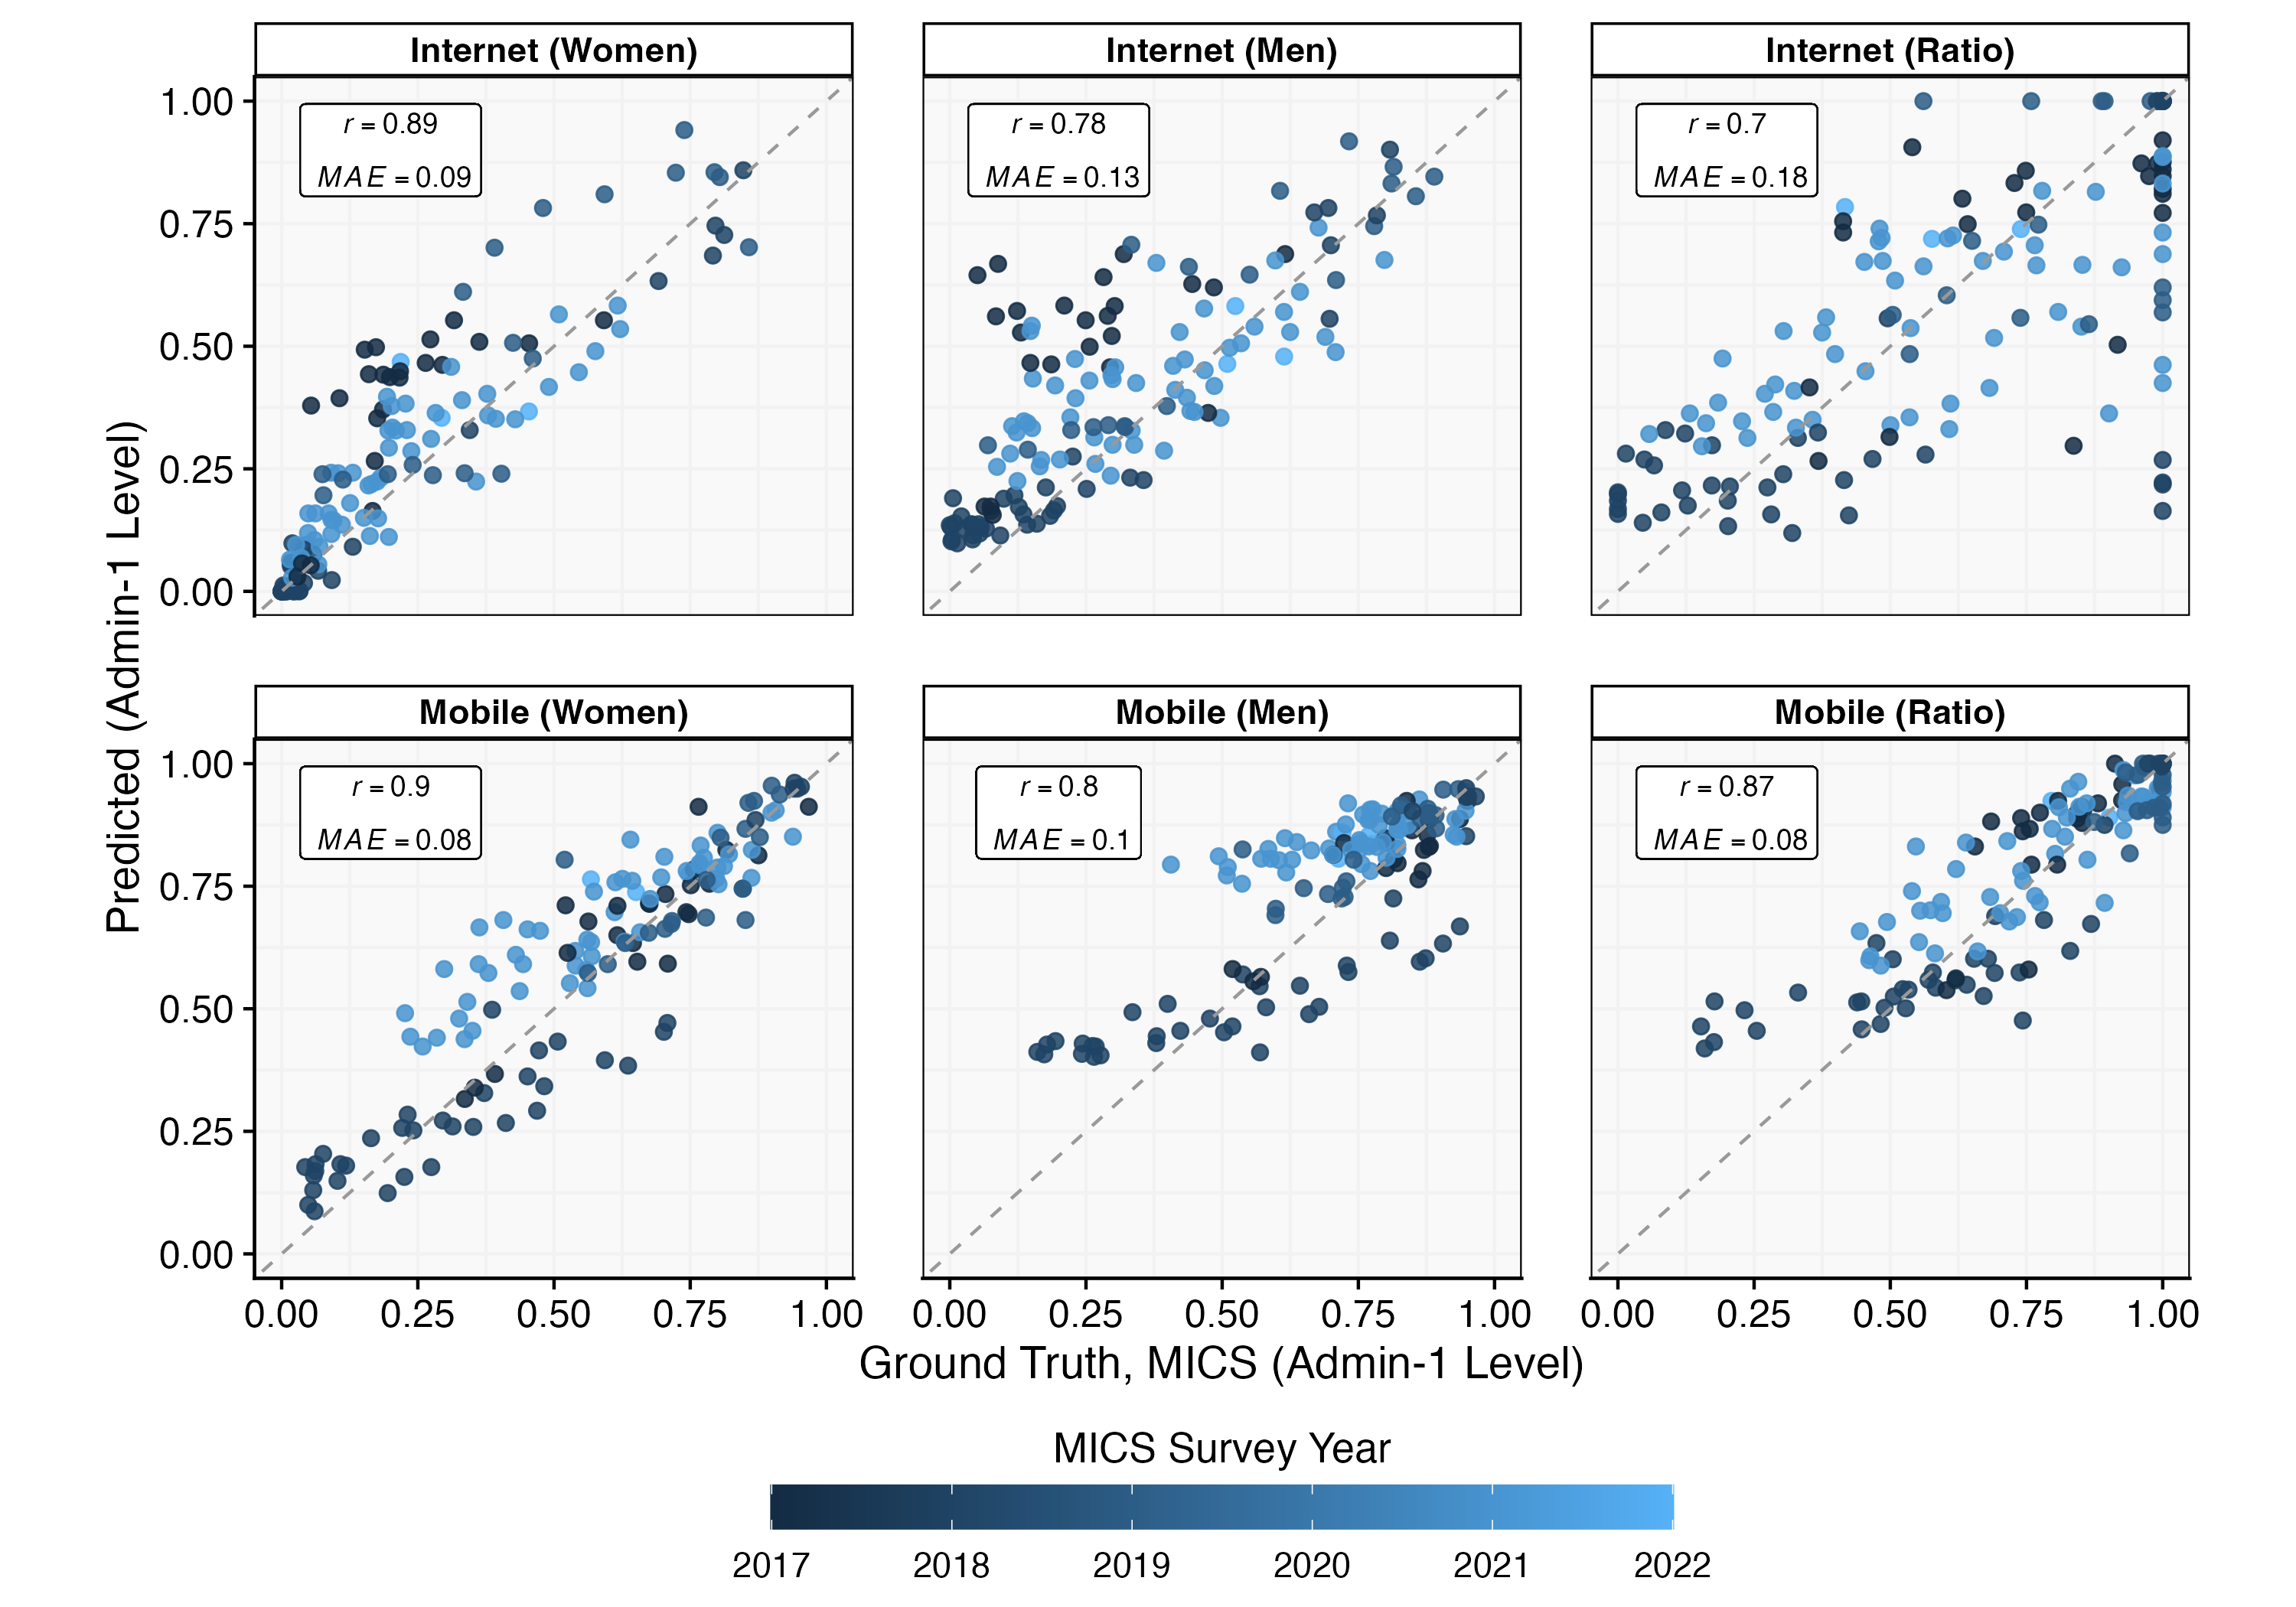 Internet (Women)
Internet (Men)
Internet (Ratio)
r = 0.89
MAE = 0.09
r = 0.78
MAE = 0.13
r = 0.7
MAE = 0.18
1.00
0.75
0.50
0.25
0.00
Predicted (Admin-1 Level)
Mobile (Women)
Mobile (Men)
Mobile (Ratio)
r = 0.9
MAE = 0.08
r = 0.8
MAE = 0.1
r = 0.87
MAE = 0.08
1.00
0.75
0.50
0.25
0.00
0.00 0.25 0.50 0.75 1.00
0.00 0.25 0.50 0.75 1.00
0.00 0.25 0.50 0.75 1.00
Ground Truth, MICS (Admin-1 Level)
MICS Survey Year
2017 2018 2019 2020 2021 2022